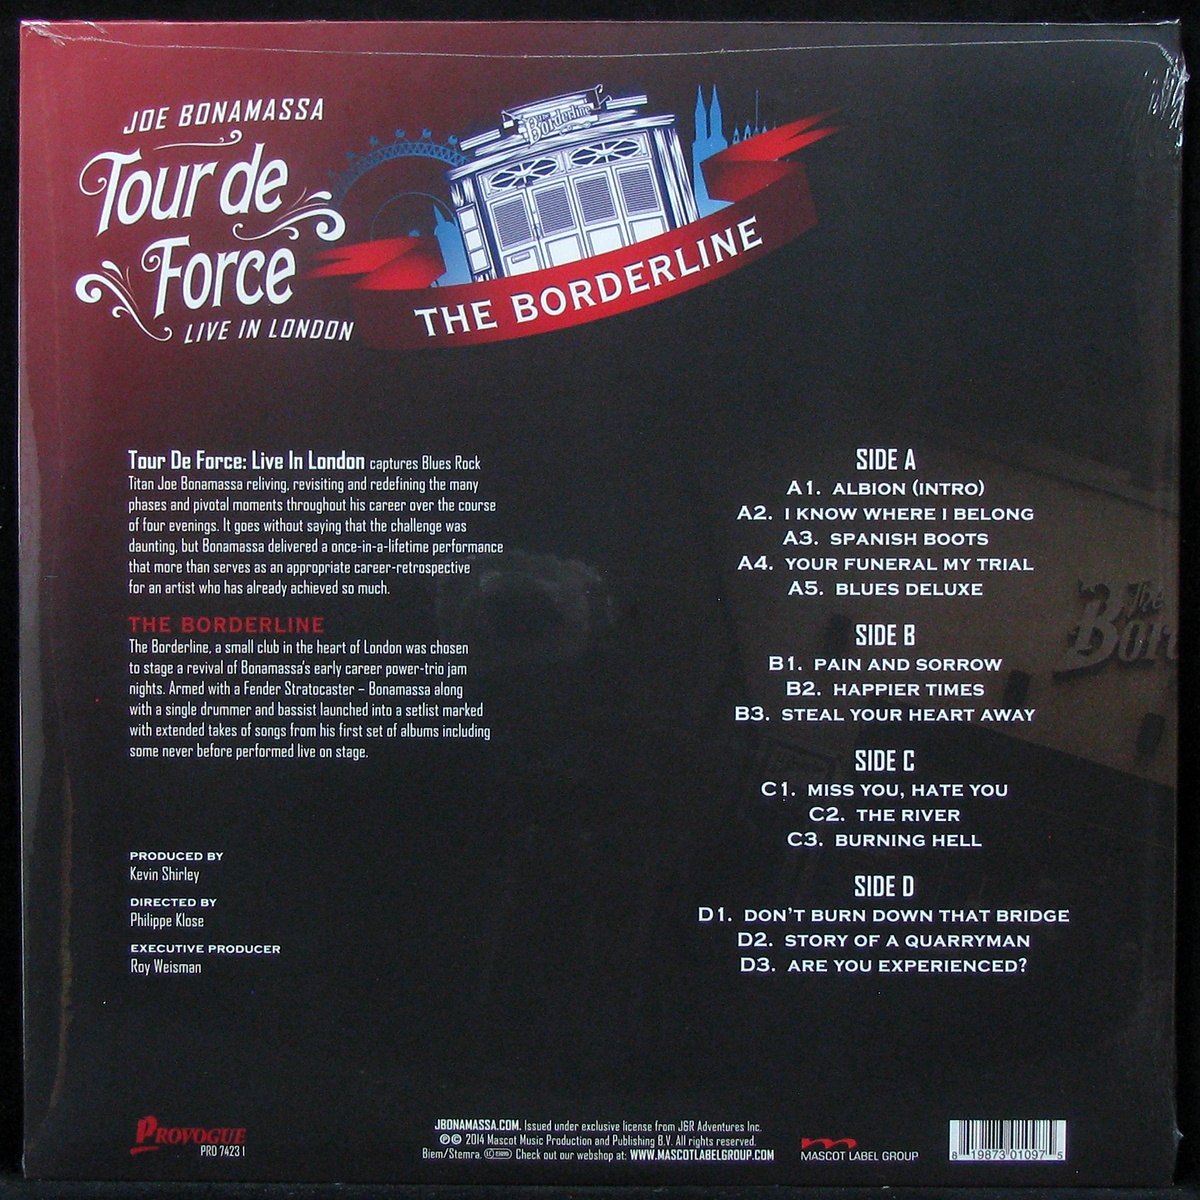 JOE BONAMASSA
Tour de
Force
LIVE IN LONDON
The Borderline
THE BORDERLINE
Tour De Force: Live In London captures Blues Rock
Titan Joe Bonamassa reliving, revisiting and redefining the many
phases and pivotal moments throughout his career over the course
of four evenings. It goes without saying that the challenge was
daunting, but Bonamassa delivered a once-in-a-lifetime performance
that more than serves as an appropriate career-retrospective
for an artist who has already achieved so much.
THE BORDERLINE
The Borderline, a small club in the heart of London was chosen
to stage a revival of Bonamassa's early career power-trio jam
nights. Armed with a Fender Stratocaster – Bonamassa along
with a single drummer and bassist launched into a setlist marked
with extended takes of songs from his first set of albums including
some never before performed live on stage.
PRODUCED BY
Kevin Shirley
DIRECTED BY
Philippe Klose
EXECUTIVE PRODUCER
Roy Weisman
SIDE A
A1. ALBION (INTRO)
A2. I KNOW WHERE I BELONG
A3. SPANISH BOOTS
A4. YOUR FUNERAL MY TRIAL
A5. BLUES DELUXE
SIDE B
B1. PAIN AND SORROW
B2. HAPPIER TIMES
B3. STEAL YOUR HEART AWAY
SIDE C
C1. MISS YOU, HATE YOU
C2. THE RIVER
C3. BURNING HELL
SIDE D
D1. DON'T BURN DOWN THAT BRIDGE
D2. STORY OF A QUARRYMAN
D3. ARE YOU EXPERIENCED?
The
Bor
PROVOGUE
PRD 7423 1
JBONAMASSA.COM. Issued under exclusive license from J&R Adventures Inc.
℗© 2014 Mascot Music Production and Publishing B.V. All rights reserved.
Biem/Stemra. Check out our webshop at: WWW.MASCOTLABELGROUP.COM
MASCOT LABEL GROUP
8 19873 01097 5